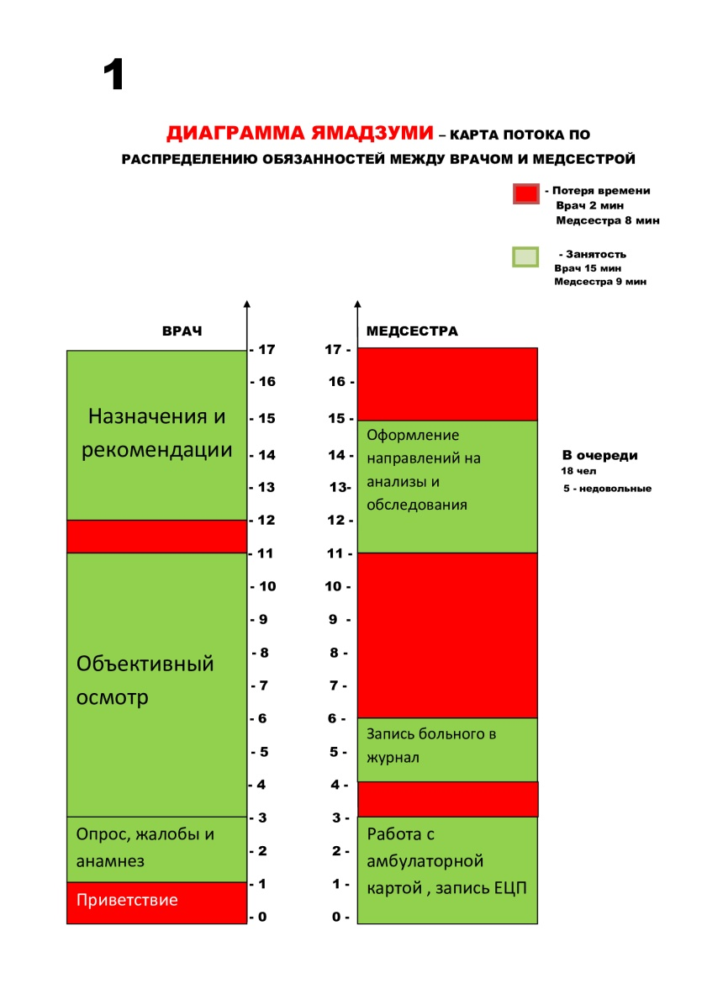 1
ДИАГРАММА ЯМАДЗУМИ – КАРТА ПОТОКА ПО
РАСПРЕДЕЛЕНИЮ ОБЯЗАННОСТЕЙ МЕЖДУ ВРАЧОМ И МЕДСЕСТРОЙ
- Потеря времени
Врач 2 мин
Медсестра 8 мин
- Занятость
Врач 15 мин
Медсестра 9 мин
ВРАЧ
МЕДСЕСТРА
- 17
- 16
- 15
- 14
- 13
- 12
- 11
- 10
- 9
- 8
- 7
- 6
- 5
- 4
- 3
- 2
- 1
- 0
17 -
16 -
15 -
14 -
13-
12 -
11 -
10 -
9 -
8 -
7 -
6 -
5 -
4 -
3 -
2 -
1 -
0 -
Назначения и
рекомендации
Объективный
осмотр
Опрос, жалобы и
анамнез
Приветствие
Оформление
направлений на
анализы и
обследования
Запись больного в
журнал
Работа с
амбулаторной
картой , запись ЕЦП
В очереди
18 чел
5 - недовольные